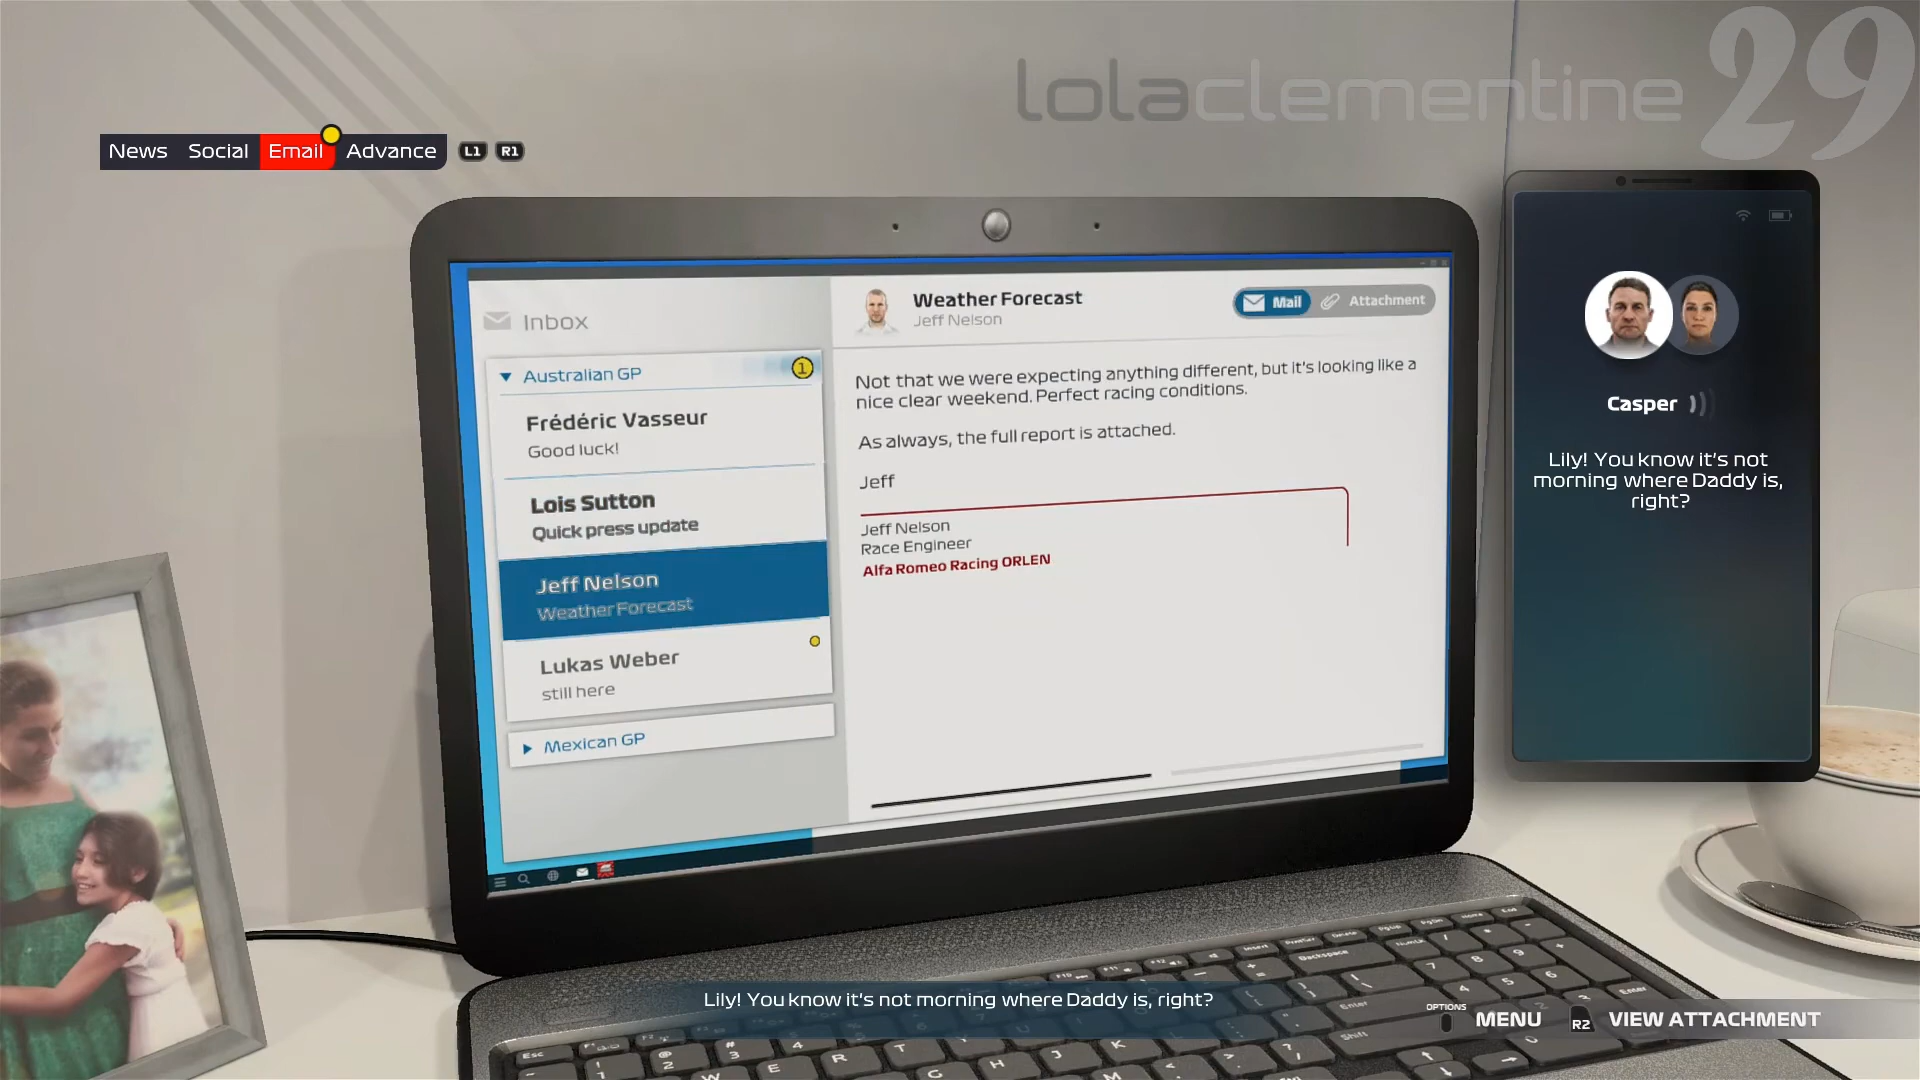 lolaclementine 29
News Social Email Advance L1 R1
Inbox
Australian GP 1
Frédéric Vasseur
Good luck!
Lois Sutton
Quick press update
Jeff Nelson
Weather Forecast
Lukas Weber
still here
Mexican GP
Weather Forecast
Jeff Nelson
Mail
Attachment
Not that we were expecting anything different, but it's looking like a
nice clear weekend. Perfect racing conditions.
As always, the full report is attached.
Jeff
Jeff Nelson
Race Engineer
Alfa Romeo Racing ORLEN
Casper
Lily! You know it's not
morning where Daddy is,
right?
Lily! You know it's not morning where Daddy is, right?
OPTIONS
MENU
R2 VIEW ATTACHMENT
Backspace
Enter
Shift
Esc